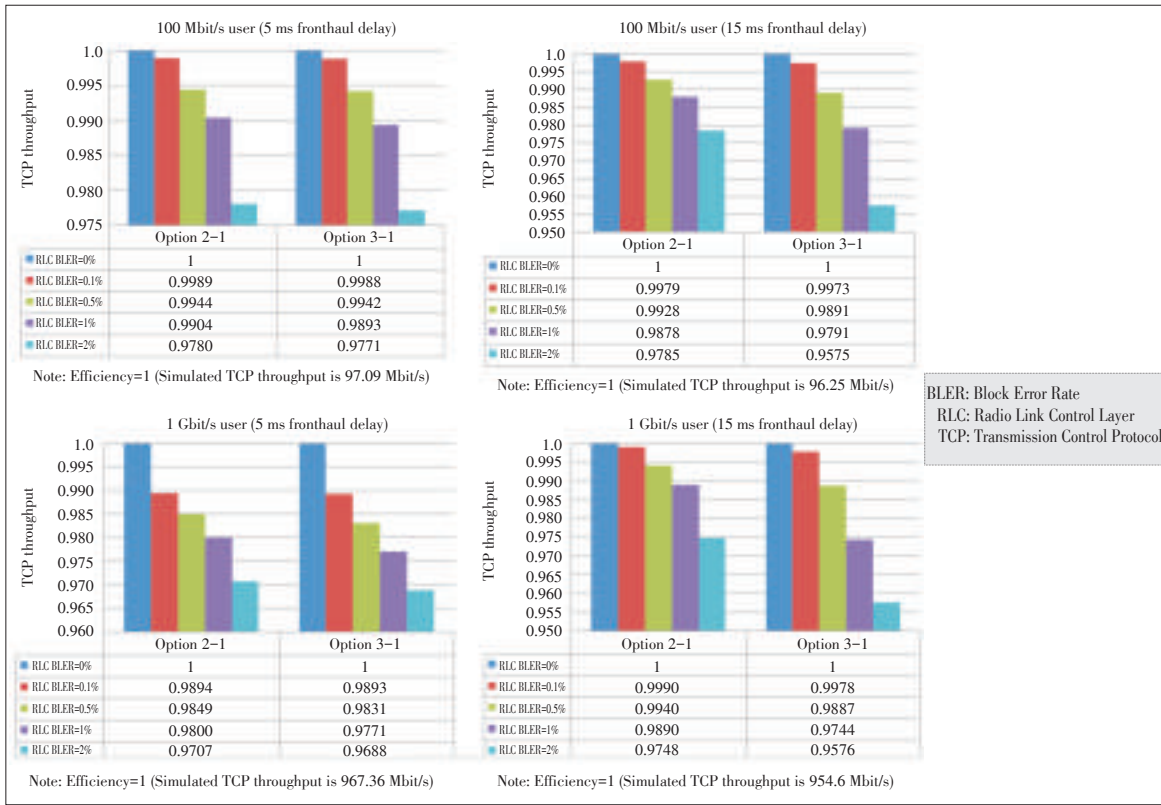 100 Mbit/s user (5 ms fronthaul delay)
TCP throughput
1.0
0.995
0.990
0.985
0.980
0.975
Option 2-1 Option 3-1
RLC BLER=0% 1 1
RLC BLER=0.1% 0.9989 0.9988
RLC BLER=0.5% 0.9944 0.9942
RLC BLER=1% 0.9904 0.9893
RLC BLER=2% 0.9780 0.9771
Note: Efficiency=1 (Simulated TCP throughput is 97.09 Mbit/s)
100 Mbit/s user (15 ms fronthaul delay)
TCP throughput
1.0
0.995
0.990
0.985
0.980
0.975
0.970
0.965
0.960
0.955
0.950
Option 2-1 Option 3-1
RLC BLER=0% 1 1
RLC BLER=0.1% 0.9979 0.9973
RLC BLER=0.5% 0.9928 0.9891
RLC BLER=1% 0.9878 0.9791
RLC BLER=2% 0.9785 0.9575
Note: Efficiency=1 (Simulated TCP throughput is 96.25 Mbit/s)
1 Gbit/s user (5 ms fronthaul delay)
TCP throughput
1.0
0.995
0.990
0.985
0.980
0.975
0.970
0.965
0.960
Option 2-1 Option 3-1
RLC BLER=0% 1 1
RLC BLER=0.1% 0.9894 0.9893
RLC BLER=0.5% 0.9849 0.9831
RLC BLER=1% 0.9800 0.9771
RLC BLER=2% 0.9707 0.9688
Note: Efficiency=1 (Simulated TCP throughput is 967.36 Mbit/s)
1 Gbit/s user (15 ms fronthaul delay)
TCP throughput
1.0
0.995
0.990
0.985
0.980
0.975
0.970
0.965
0.960
0.955
0.950
Option 2-1 Option 3-1
RLC BLER=0% 1 1
RLC BLER=0.1% 0.9990 0.9978
RLC BLER=0.5% 0.9940 0.9887
RLC BLER=1% 0.9890 0.9744
RLC BLER=2% 0.9748 0.9576
Note: Efficiency=1 (Simulated TCP throughput is 954.6 Mbit/s)
BLER: Block Error Rate
RLC: Radio Link Control Layer
TCP: Transmission Control Protocol